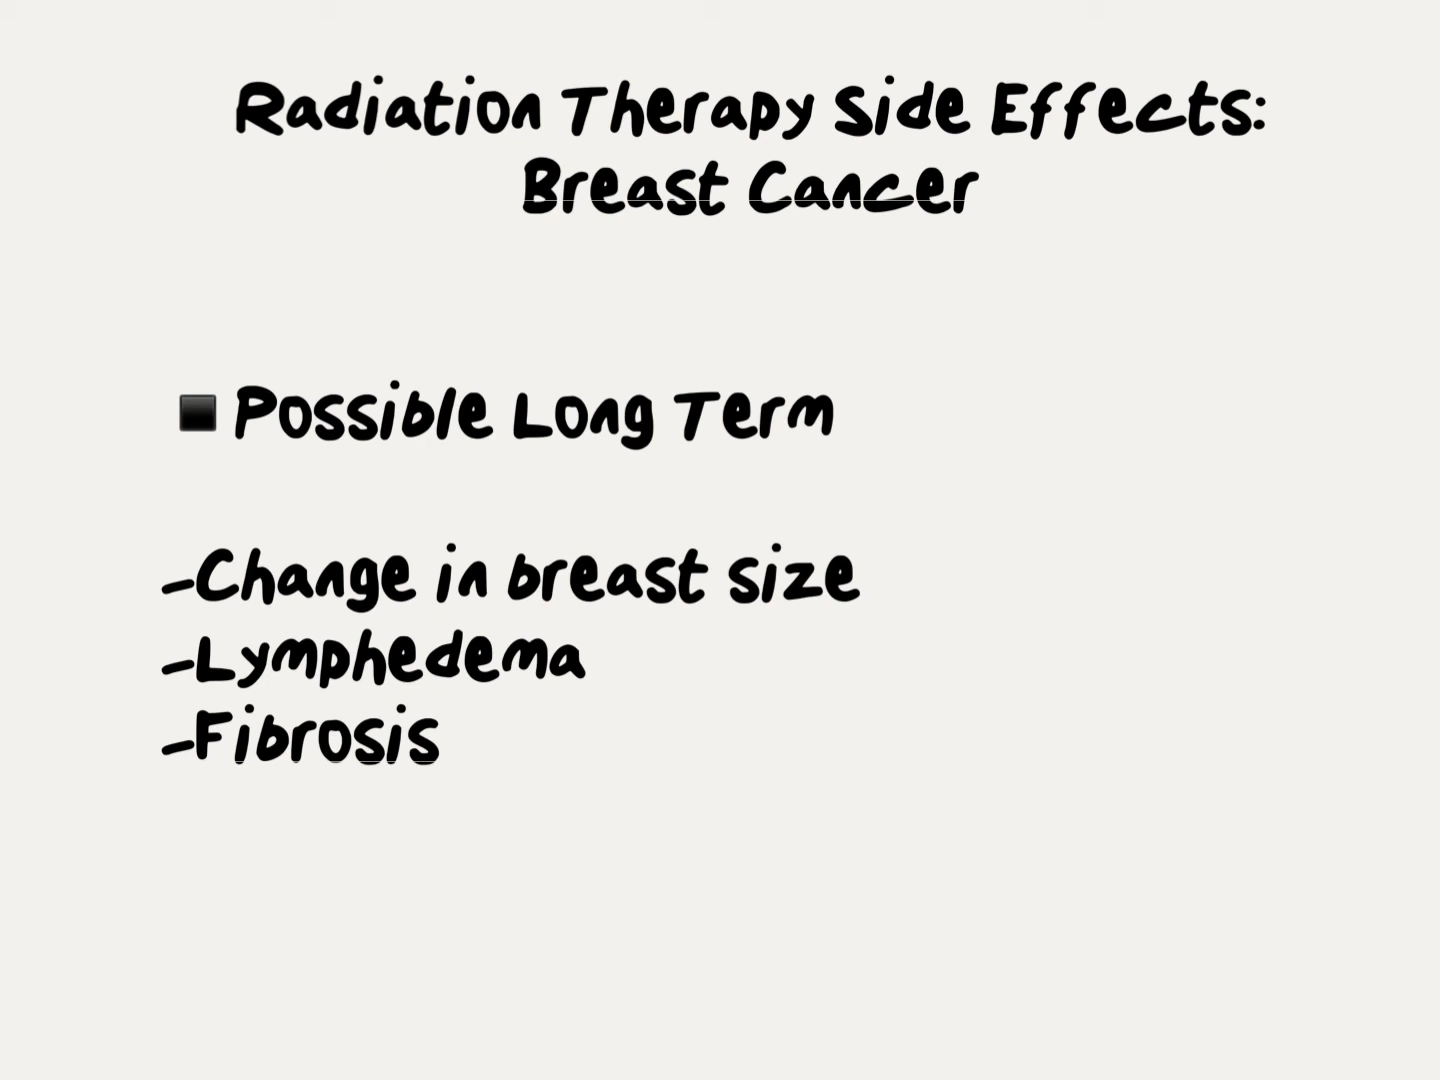 Radiation Therapy Side Effects:
Breast Cancer
▪️Possible Long Term
-Change in breast size
-Lymphedema
-Fibrosis